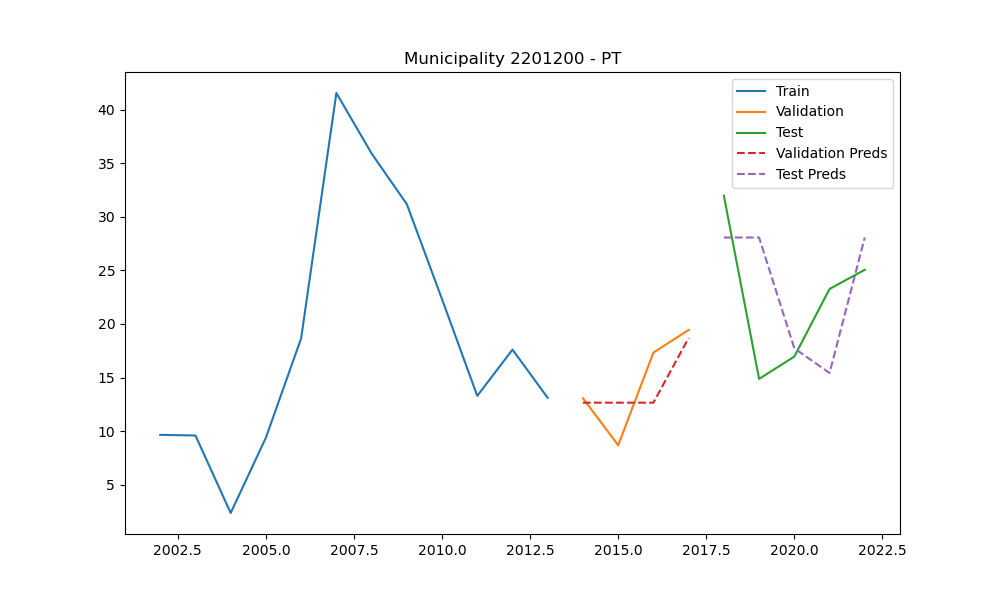 Municipality 2201200 - PT
Train
Validation
Test
Validation Preds
Test Preds
40
35
30
25
20
15
10
5
2002.5 2005.0 2007.5 2010.0 2012.5 2015.0 2017.5 2020.0 2022.5